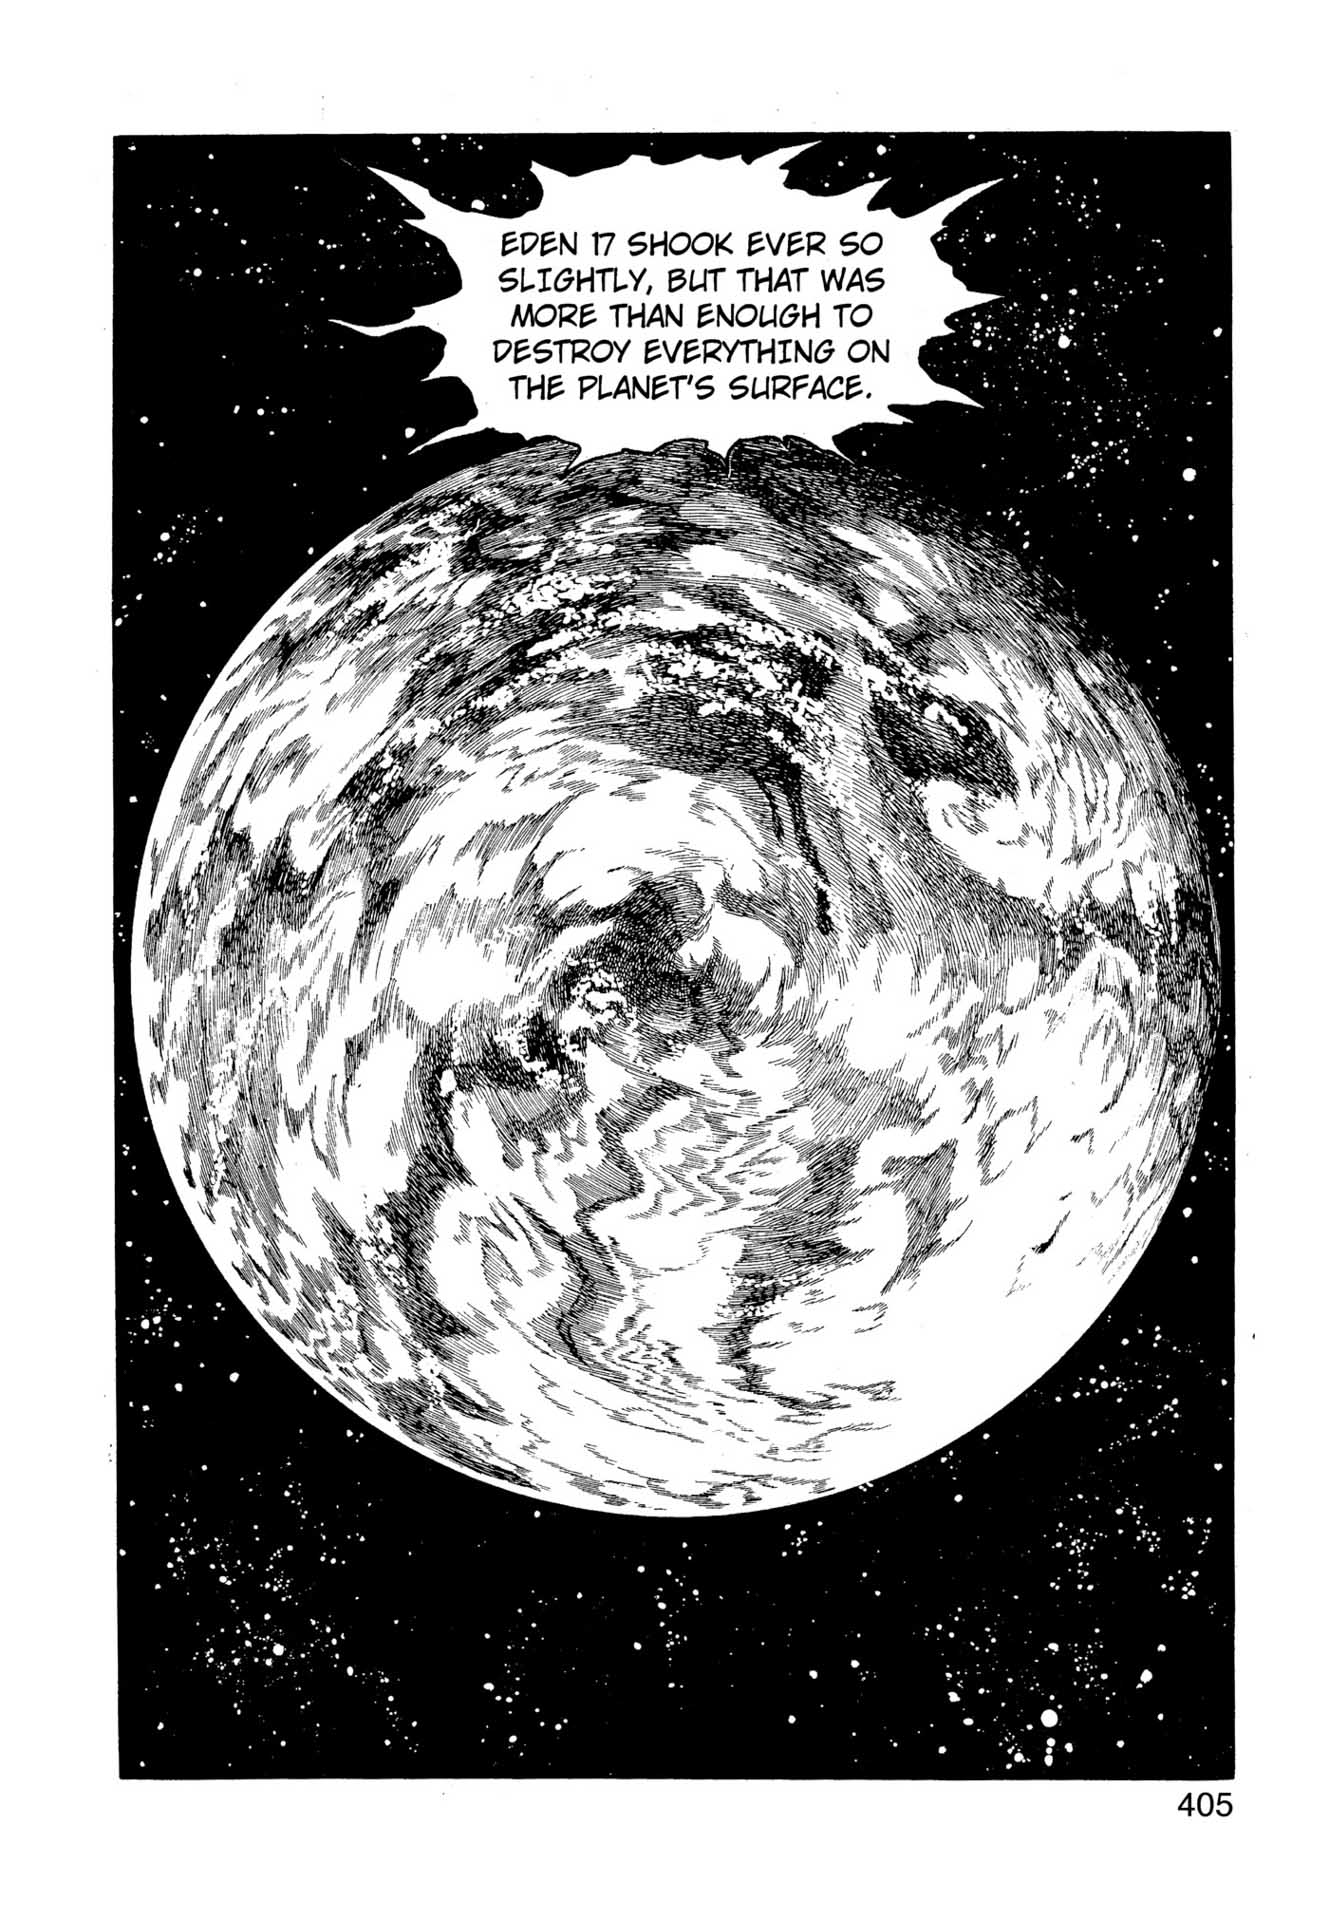 EDEN 17 SHOOK EVER SO
SLIGHTLY, BUT THAT WAS
MORE THAN ENOUGH TO
DESTROY EVERYTHING ON
THE PLANET'S SURFACE.
405